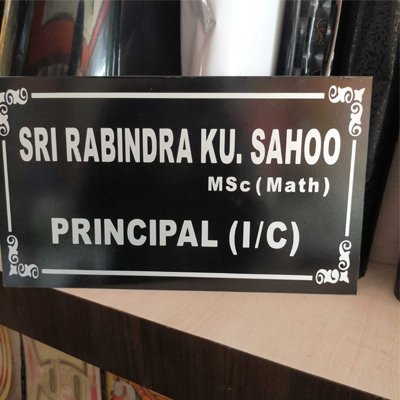 SRI RABINDRA KU. SAHOO
MSc (Math)
PRINCIPAL (I/C)